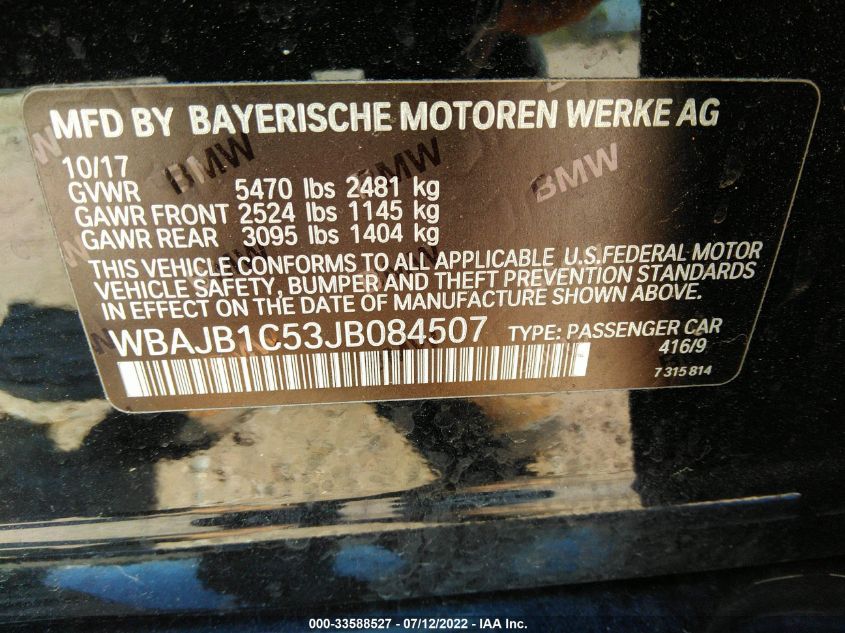 MFD BY BAYERISCHE MOTOREN WERKE AG
10/17
GVWR 5470 lbs 2481 kg
GAWR FRONT 2524 lbs 1145 kg
GAWR REAR 3095 lbs 1404 kg
THIS VEHICLE CONFORMS TO ALL APPLICABLE U.S.FEDERAL MOTOR
VEHICLE SAFETY, BUMPER AND THEFT PREVENTION STANDARDS
IN EFFECT ON THE DATE OF MANUFACTURE SHOWN ABOVE.
WBAJB1C53JB084507 TYPE: PASSENGER CAR
416/9
7 315 814
BMW
BMW
BMW
000-33588527 - 07/12/2022 - IAA Inc.